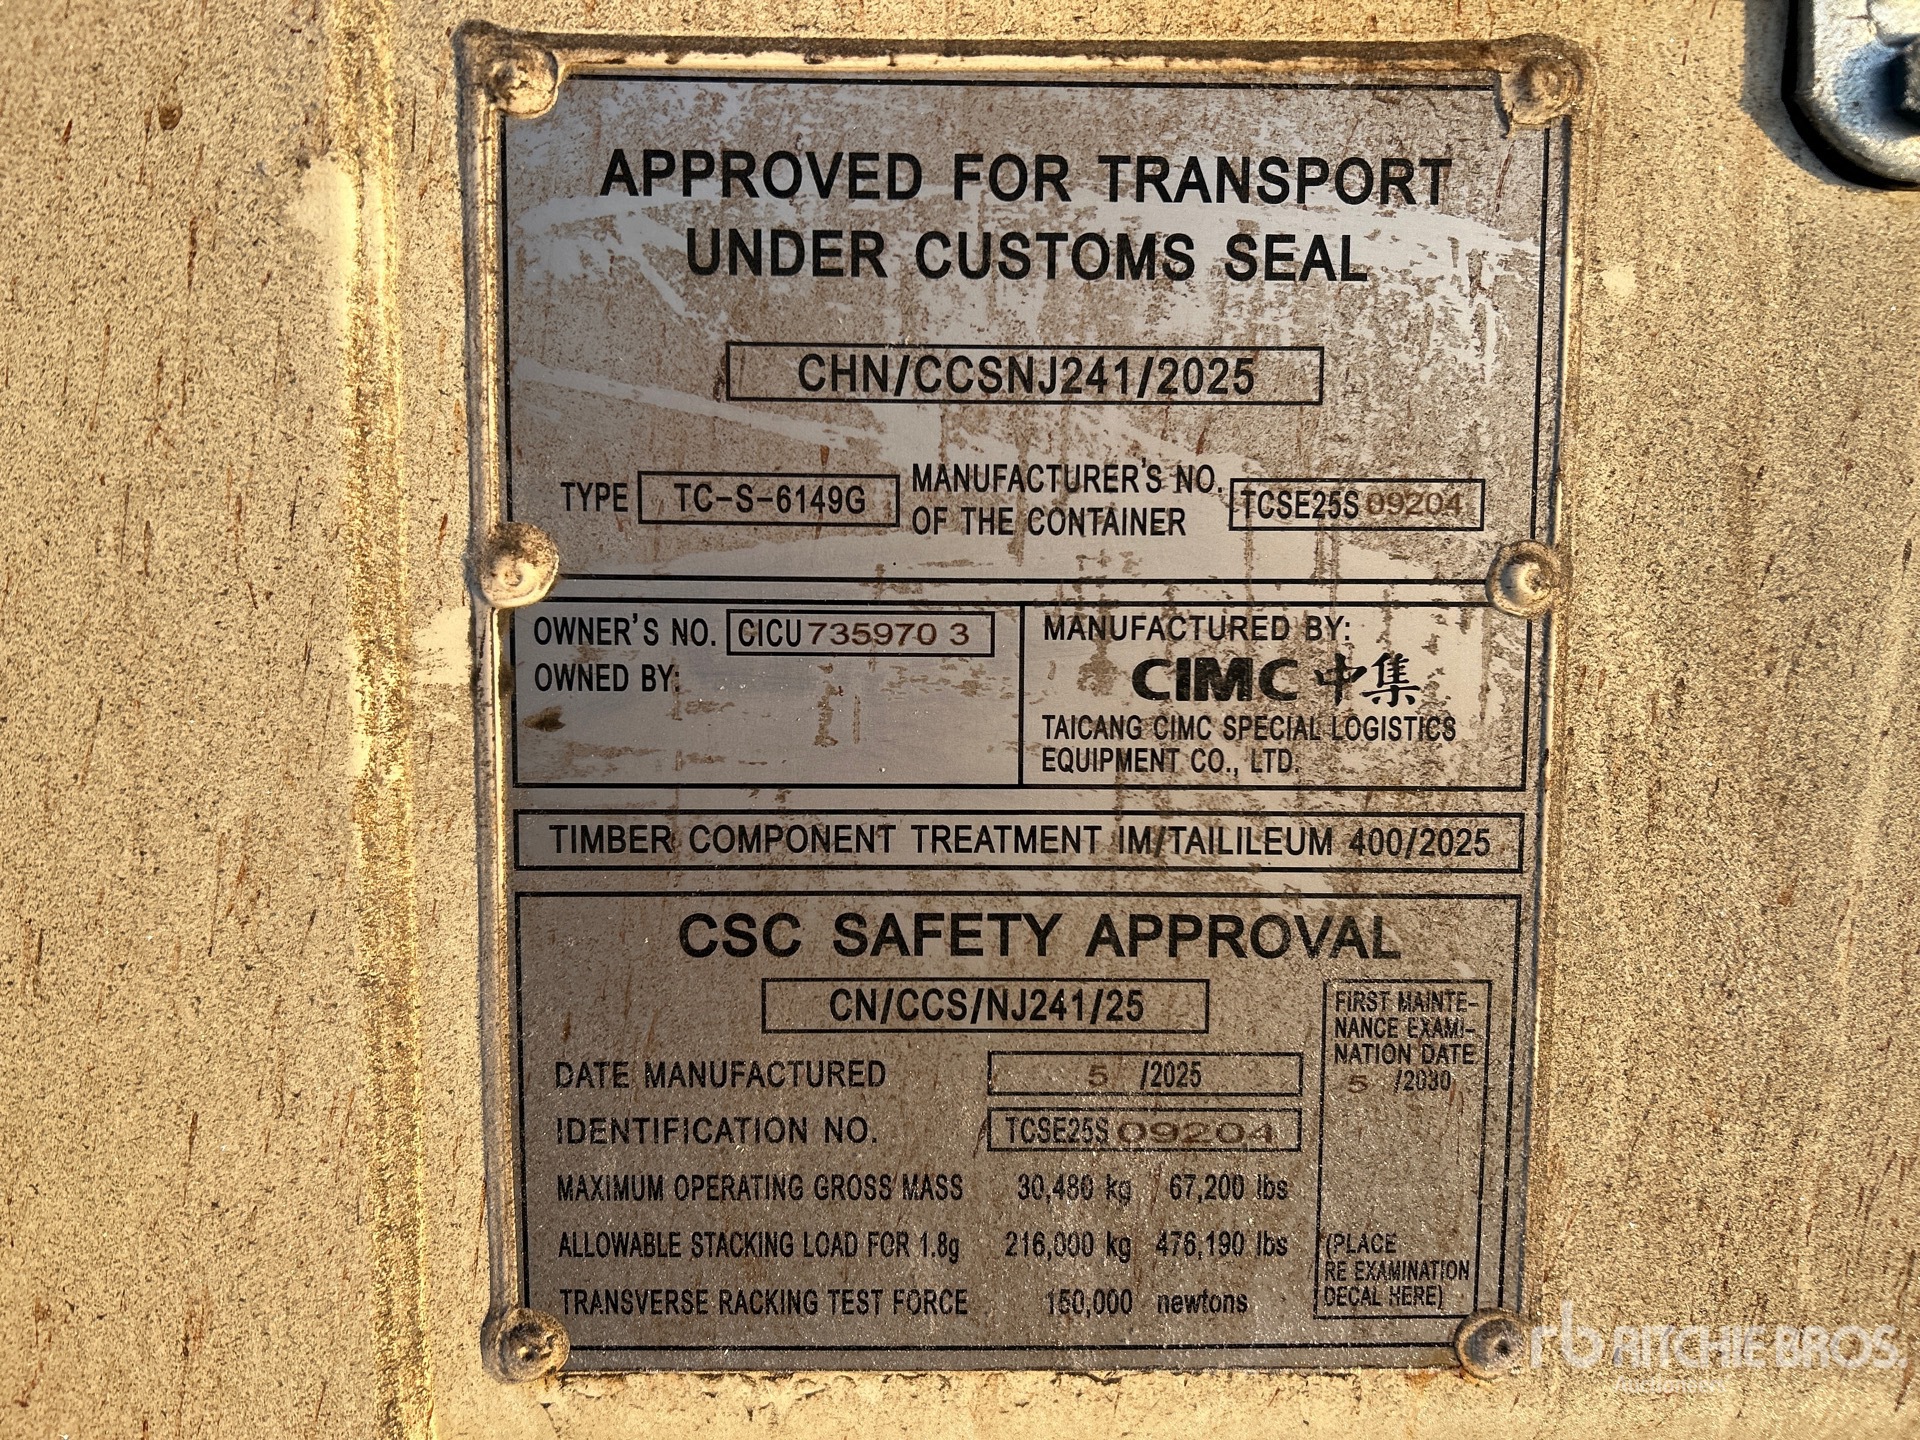 APPROVED FOR TRANSPORT
UNDER CUSTOMS SEAL
CHN/CCSNJ241/2025
TYPE TC-S-6149G MANUFACTURER'S NO.
OF THE CONTAINER TCSE25S 09204
OWNER'S NO. CICU 735970 3
OWNED BY:
MANUFACTURED BY:
CIMC 中集
TAICANG CIMC SPECIAL LOGISTICS
EQUIPMENT CO., LTD.
TIMBER COMPONENT TREATMENT IM/TAILILEUM 400/2025
CSC SAFETY APPROVAL
CN/CCS/NJ241/25
DATE MANUFACTURED 5 /2025
IDENTIFICATION NO. TCSE25S 09204
MAXIMUM OPERATING GROSS MASS 30,480 kg 67,200 lbs
ALLOWABLE STACKING LOAD FOR 1.8g 216,000 kg 476,190 lbs
TRANSVERSE RACKING TEST FORCE 150,000 newtons
FIRST MAINTE-
NANCE EXAMI-
NATION DATE
5 /2030
(PLACE
RE EXAMINATION
DECAL HERE)
rb RITCHIE BROS.
Auctioneers